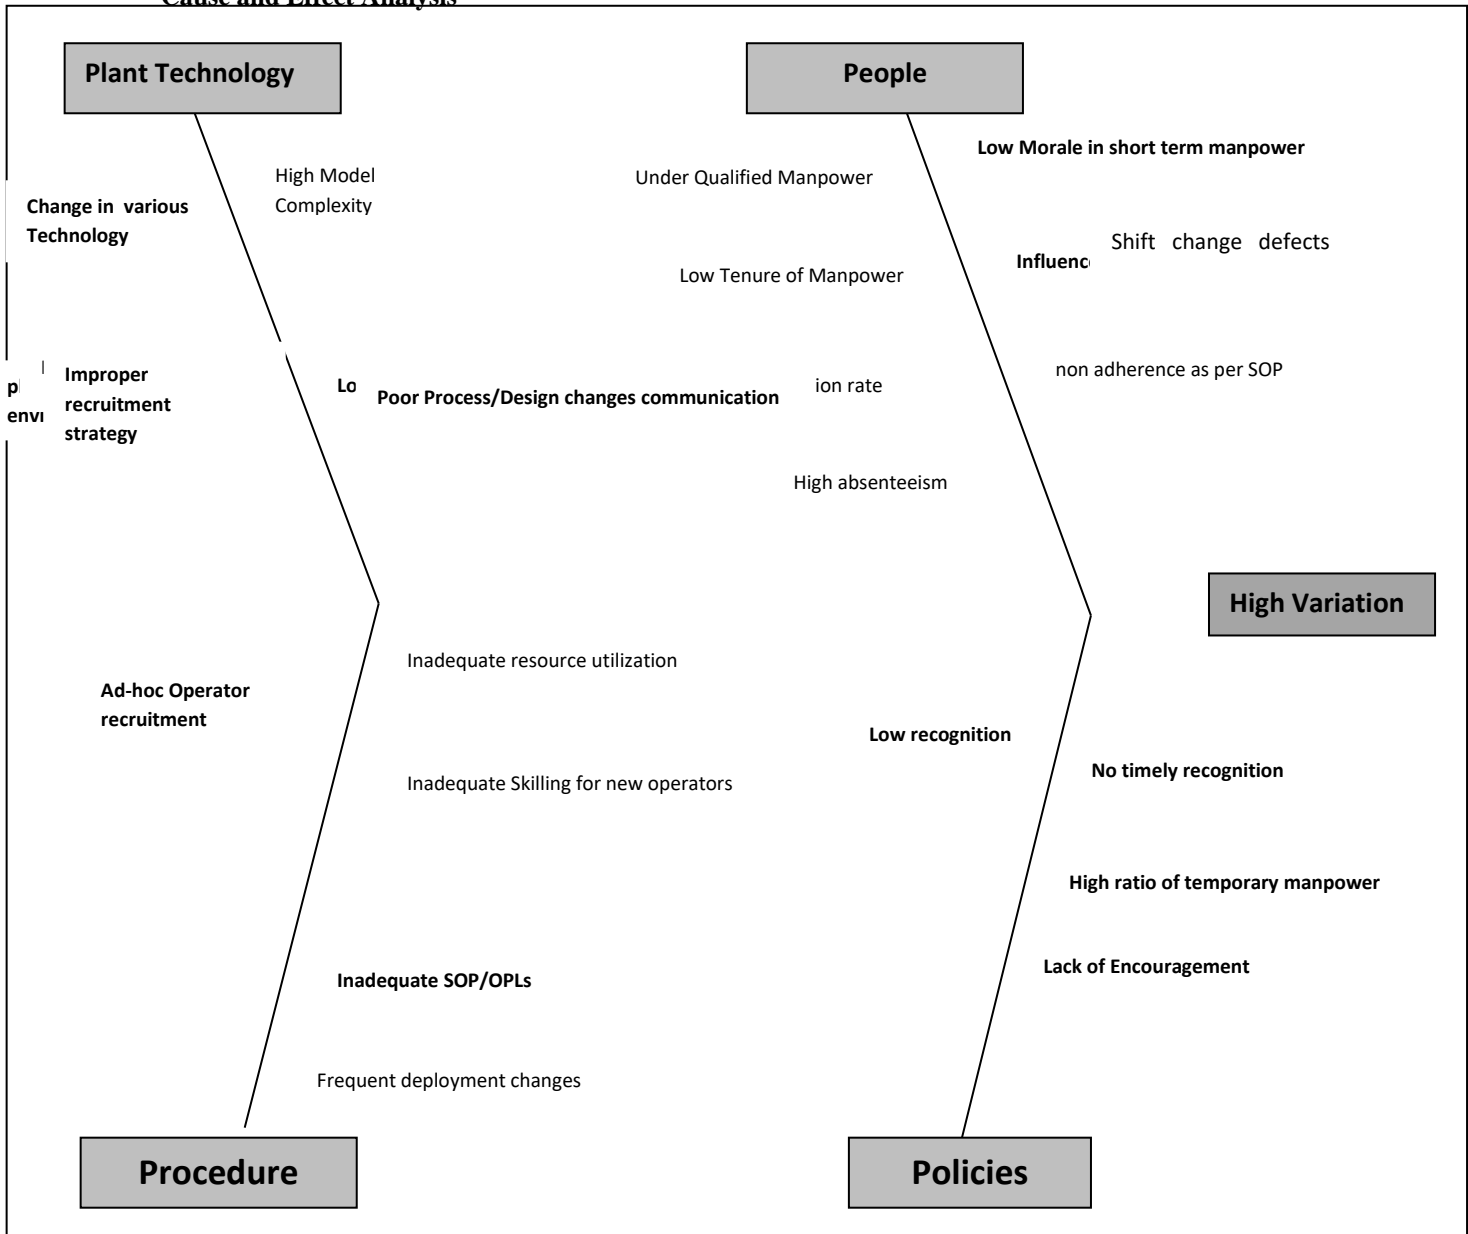 Cause and Effect Analysis
Plant Technology
People
Low Morale in short term manpower
High Model
Complexity
Under Qualified Manpower
Change in various
Technology
Shift change defects
Low Tenure of Manpower
Improper
recruitment
strategy
Poor Process/Design changes communication
rate
non adherence as per SOP
High absenteeism
High Variation
Inadequate resource utilization
Ad-hoc Operator
recruitment
Low recognition
No timely recognition
Inadequate Skilling for new operators
High ratio of temporary manpower
Lack of Encouragement
Inadequate SOP/OPLs
Frequent deployment changes
Procedure
Policies